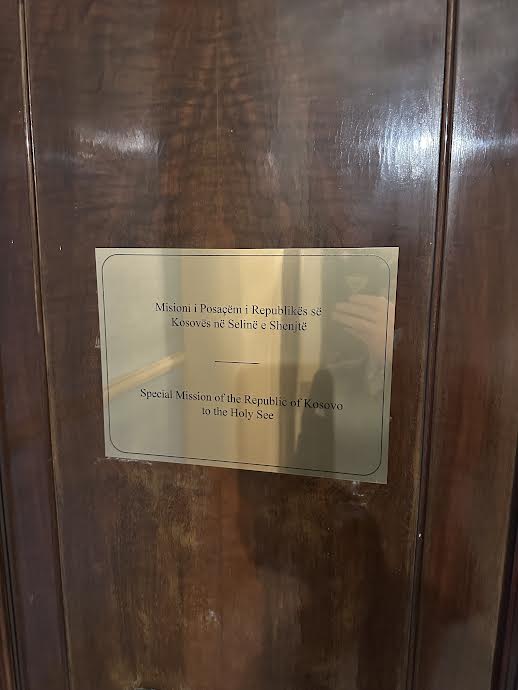 Misioni i Posaçëm i Republikës së
Kosovës në Selinë e Shenjtë
Special Mission of the Republic of Kosovo
to the Holy See